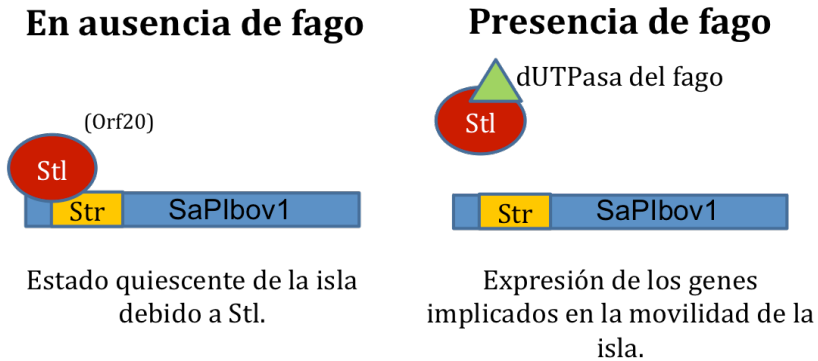 En ausencia de fago
(Orf20)
Stl
Str
SaPIbov1
Estado quiescente de la isla
debido a Stl.
Presencia de fago
dUTPasa del fago
Stl
Str
SaPIbov1
Expresión de los genes
implicados en la movilidad de la
isla.